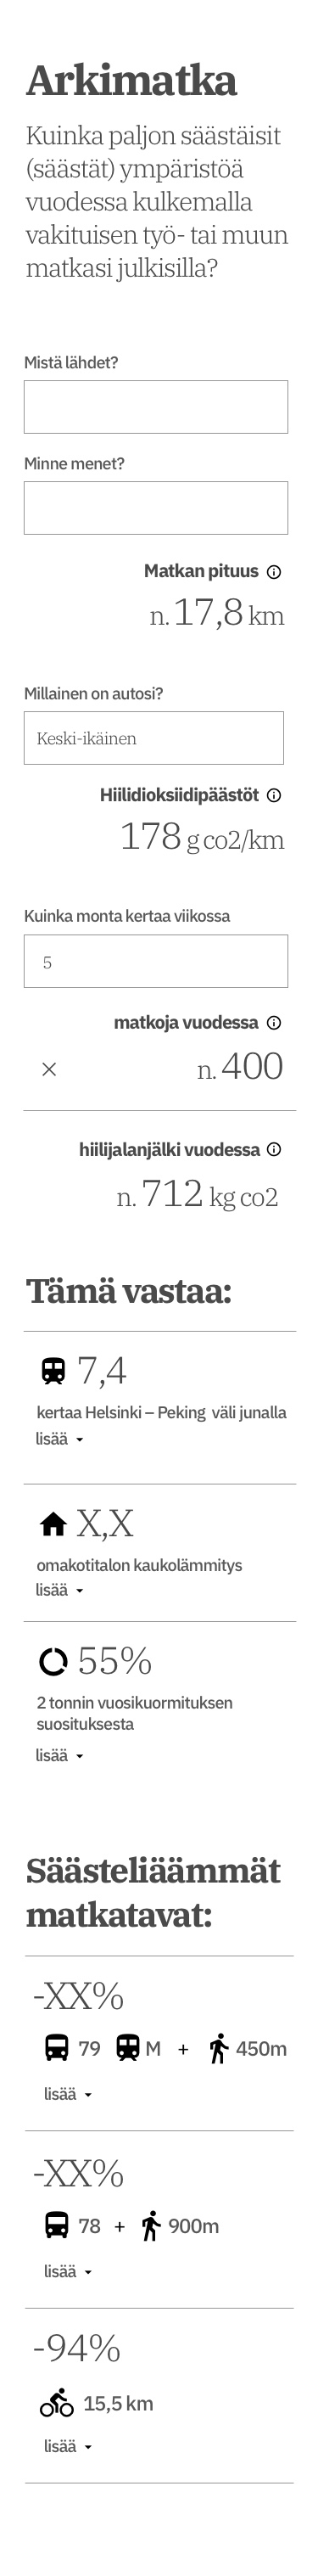 Arkimatka
Kuinka paljon säästäisit
(säästät) ympäristöä
vuodessa kulkemalla
vakituisen työ- tai muun
matkasi julkisilla?
Mistä lähdet?
Minne menet?
Matkan pituus
n. 17,8 km
Millainen on autosi?
Keski-ikäinen
Hiilidioksiidipäästöt
178 g co2/km
Kuinka monta kertaa viikossa
5
matkoja vuodessa
× n. 400
hiilijalanjälki vuodessa
n. 712 kg co2
Tämä vastaa:
7,4
kertaa Helsinki – Peking väli junalla
lisää
X,X
omakotitalon kaukolämmitys
lisää
55%
2 tonnin vuosikuormituksen
suosituksesta
lisää
Säästeliäämmät
matkatavat:
-XX%
79 M + 450m
lisää
-XX%
78 + 900m
lisää
-94%
15,5 km
lisää